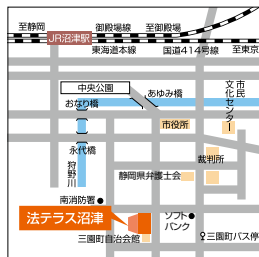 至静岡
御殿場線
至御殿場
JR沼津駅
東海道本線
国道414号線
至東京
中央公園
あゆみ橋
おなり橋
市役所
市民
文化センター
永代橋
狩野川
裁判所
静岡県弁護士会
南消防署
法テラス沼津
ソフト
バンク
三園町自治会館
三園町バス停